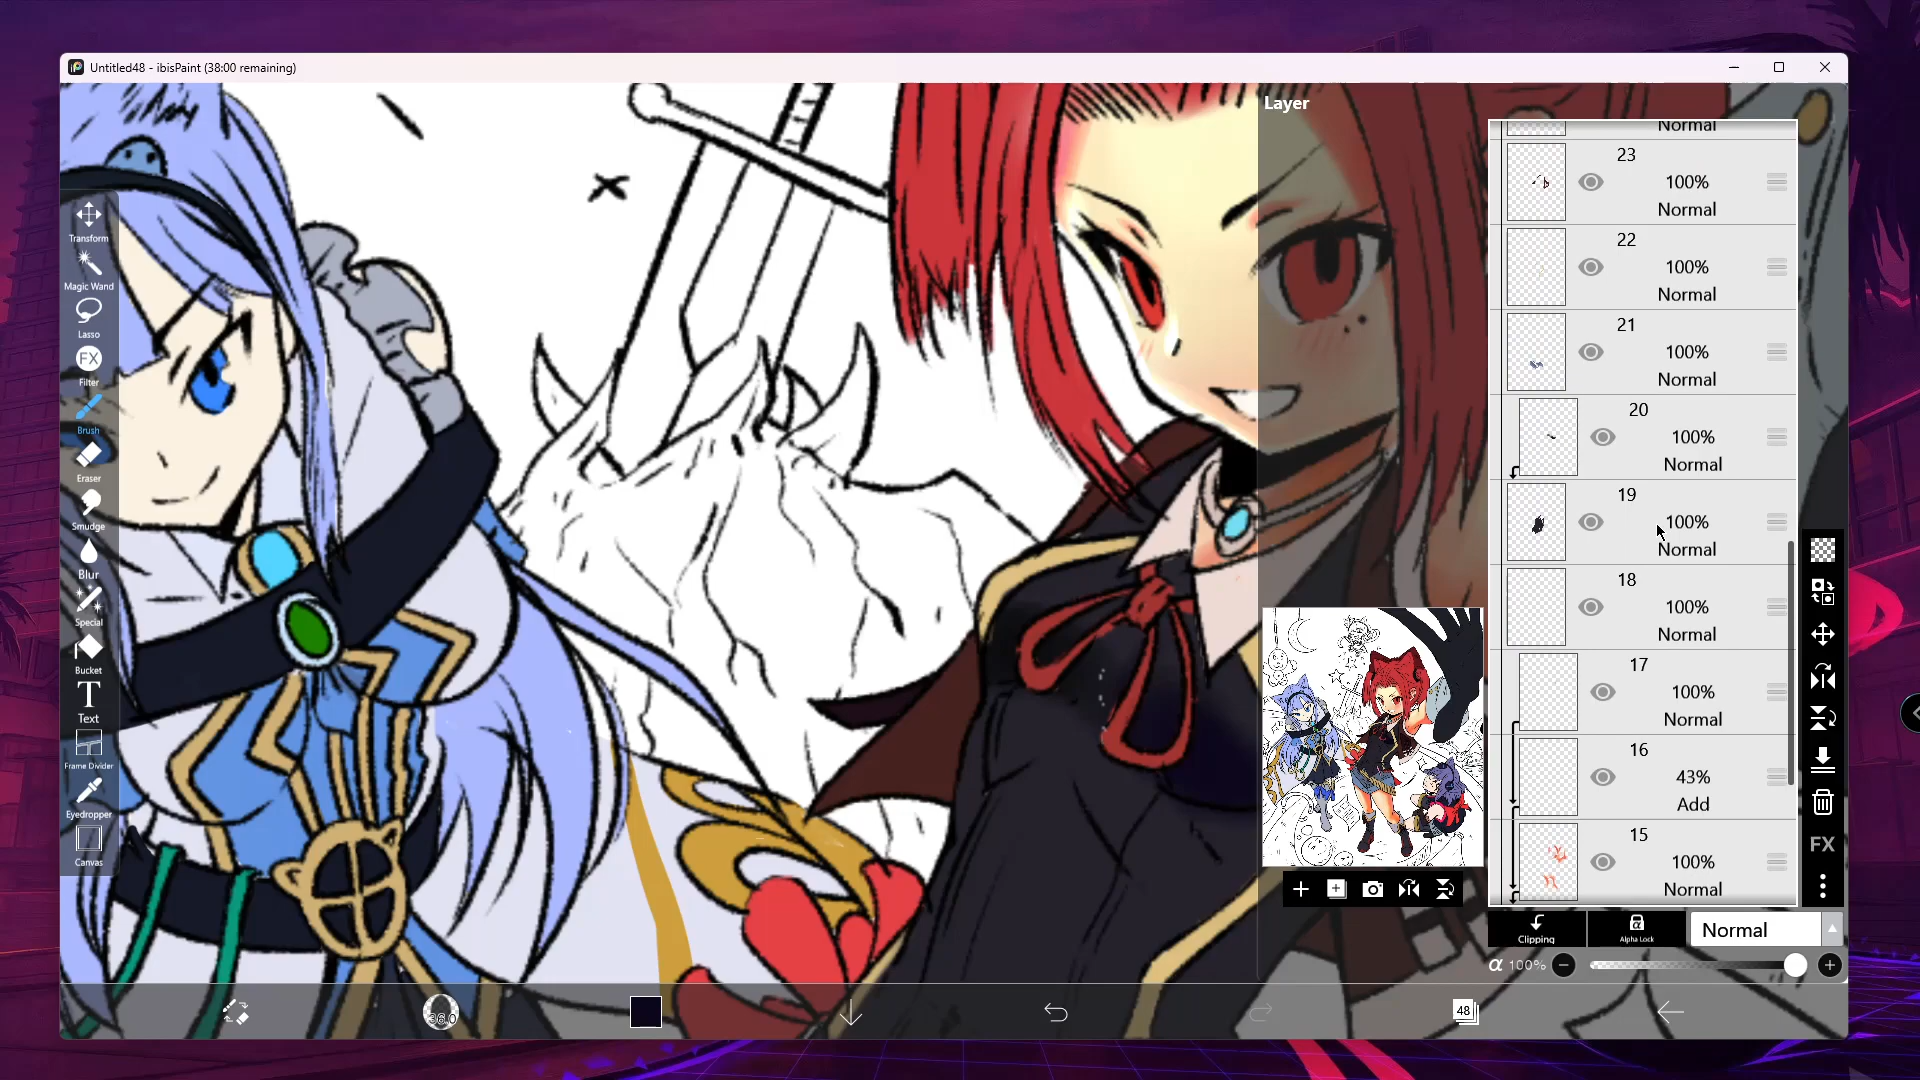 Untitled48 - ibisPaint (38:00 remaining)
Layer
Normal
23
100%
Normal
22
100%
Normal
21
100%
Normal
20
100%
Normal
19
100%
Normal
18
100%
Normal
17
100%
Normal
16
43%
Add
15
100%
Normal
Transform
Magic Wand
Lasso
FX
Filter
Brush
Eraser
Smudge
Blur
Special
Bucket
T
Text
Frame Divider
Eyedropper
Canvas
FX
Clipping
Alpha Lock
Normal
α 100%
36.0
48